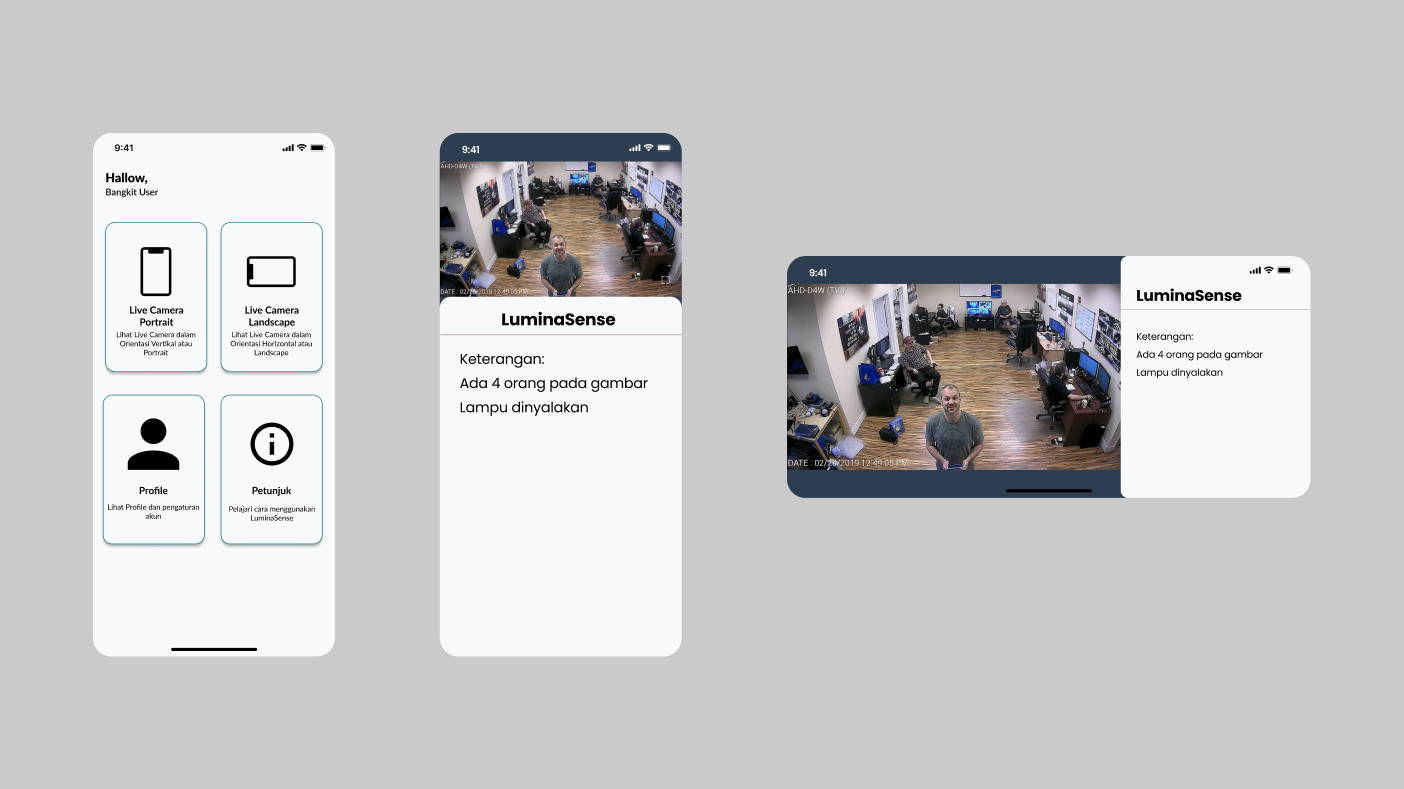 9:41
Hallow,
Bangkit User
Live Camera
Portrait
Lihat Live Camera dalam
Orientasi Vertikal atau
Portrait
Live Camera
Landscape
Lihat Live Camera dalam
Orientasi Horizontal atau
Landscape
Profile
Lihat Profile dan pengaturan
akun
Petunjuk
Pelajari cara menggunakan
LuminaSense
9:41
AHD-D4W (TV)
DATE : 02/20/2019 12:49:05 PM
LuminaSense
Keterangan:
Ada 4 orang pada gambar
Lampu dinyalakan
9:41
AHD-D4W (TV)
DATE : 02/20/2019 12:49:05 PM
LuminaSense
Keterangan:
Ada 4 orang pada gambar
Lampu dinyalakan